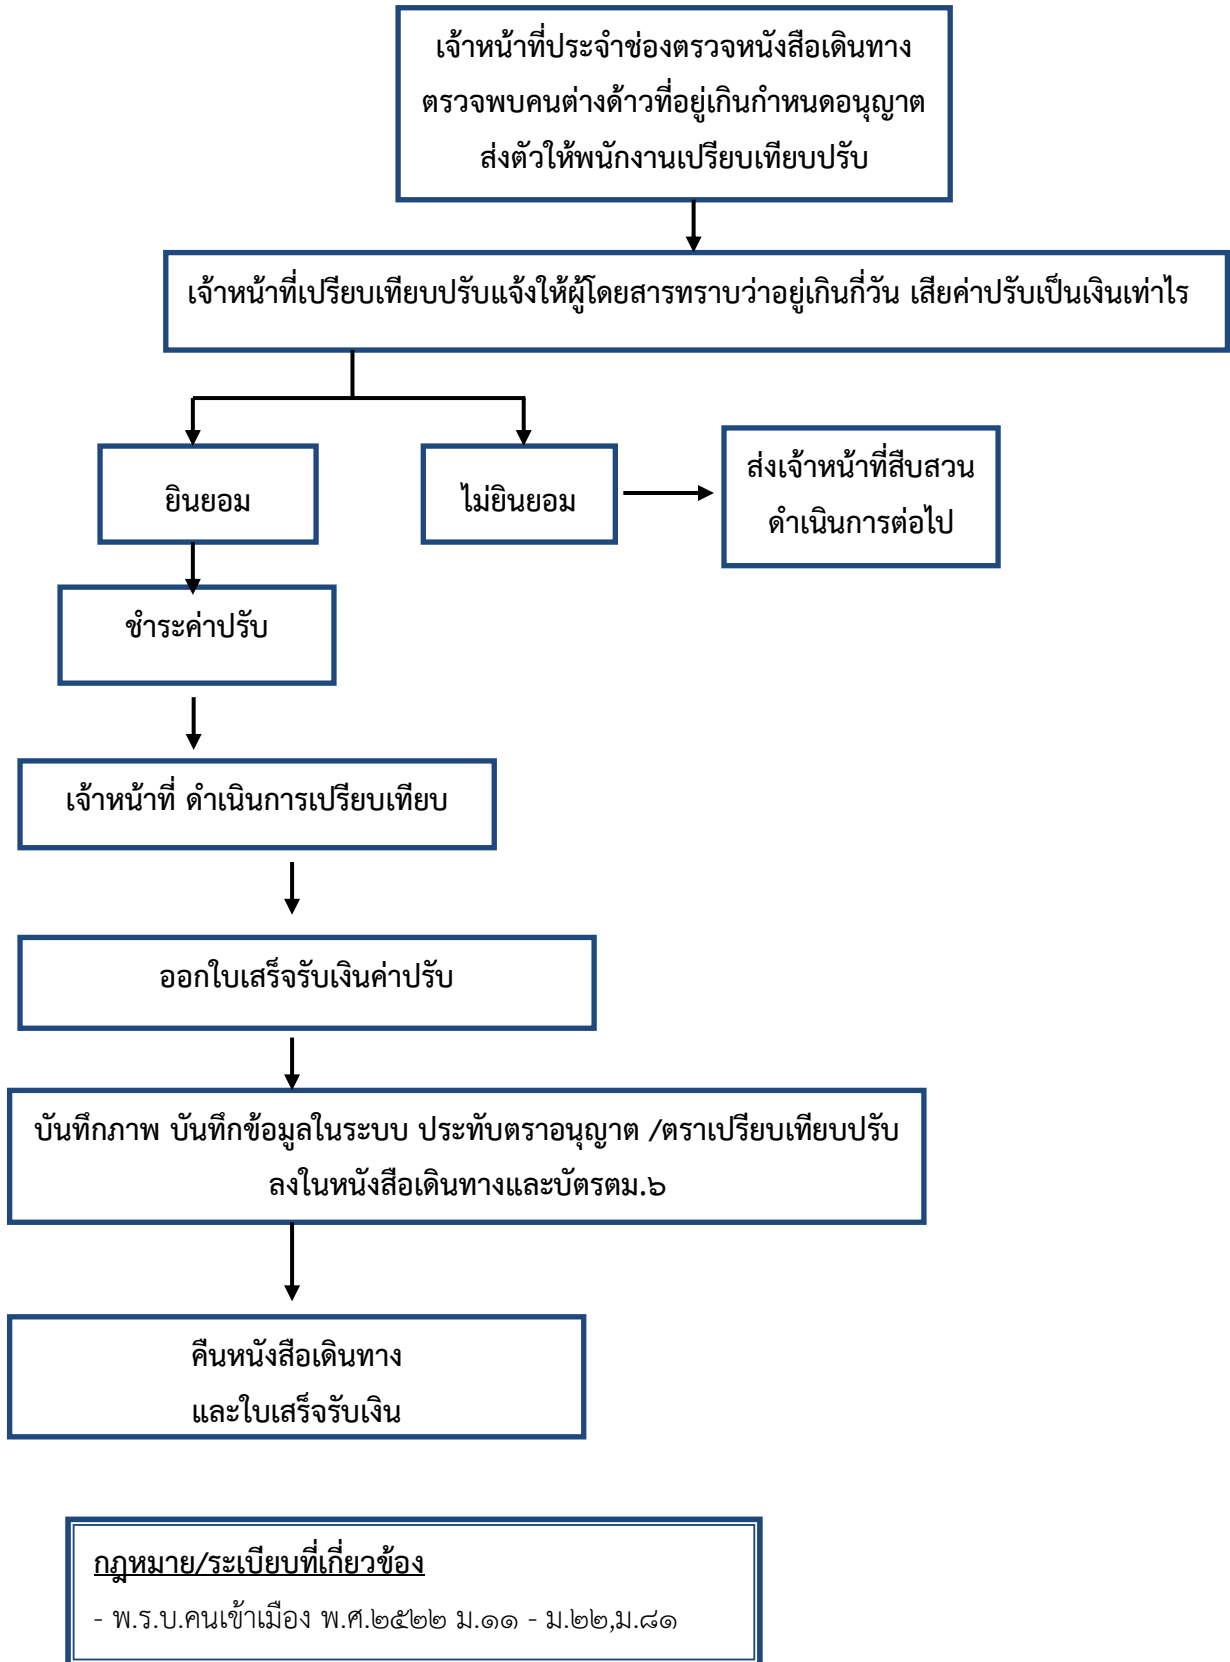 เจ้าหน้าที่ประจำช่องตรวจหนังสือเดินทาง
ตรวจพบคนต่างด้าวที่อยู่เกินกำหนดอนุญาต
ส่งตัวให้พนักงานเปรียบเทียบปรับ
เจ้าหน้าที่เปรียบเทียบปรับแจ้งให้ผู้โดยสารทราบว่าอยู่เกินกี่วัน เสียค่าปรับเป็นเงินเท่าไร
ยินยอม
ไม่ยินยอม
ส่งเจ้าหน้าที่สืบสวน
ดำเนินการต่อไป
ชำระค่าปรับ
เจ้าหน้าที่ ดำเนินการเปรียบเทียบ
ออกใบเสร็จรับเงินค่าปรับ
บันทึกภาพ บันทึกข้อมูลในระบบ ประทับตราอนุญาต /ตราเปรียบเทียบปรับ
ลงในหนังสือเดินทางและบัตรตม.๖
คืนหนังสือเดินทาง
และใบเสร็จรับเงิน
กฎหมาย/ระเบียบที่เกี่ยวข้อง
- พ.ร.บ.คนเข้าเมือง พ.ศ.๒๕๒๒ ม.๑๑ - ม.๒๒,ม.๘๑